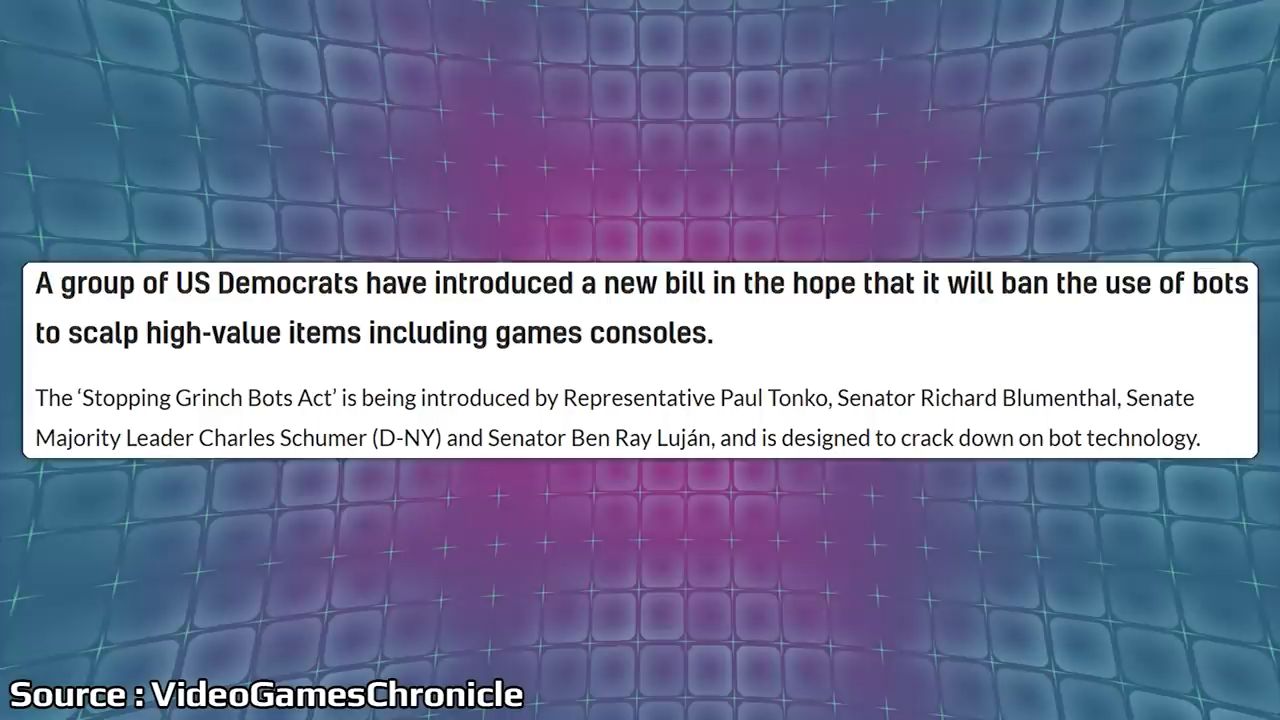 A group of US Democrats have introduced a new bill in the hope that it will ban the use of bots
to scalp high-value items including games consoles.
The ‘Stopping Grinch Bots Act’ is being introduced by Representative Paul Tonko, Senator Richard Blumenthal, Senate
Majority Leader Charles Schumer (D-NY) and Senator Ben Ray Luján, and is designed to crack down on bot technology.
Source : VideoGamesChronicle